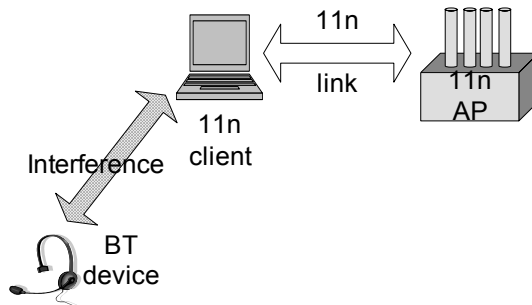 11n
link
11n
AP
11n
client
Interference
BT
device